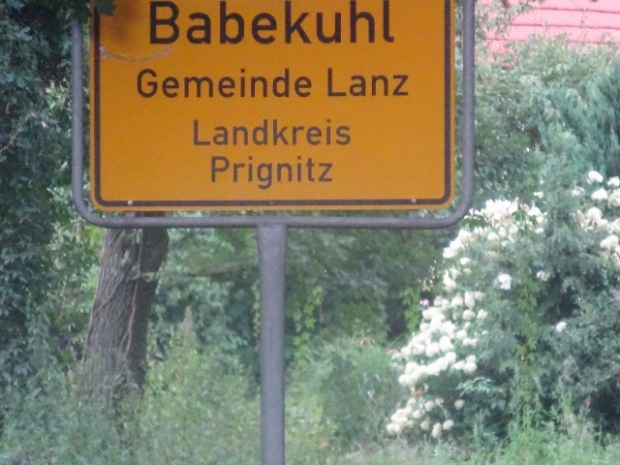 Babekuhl
Gemeinde Lanz
Landkreis
Prignitz